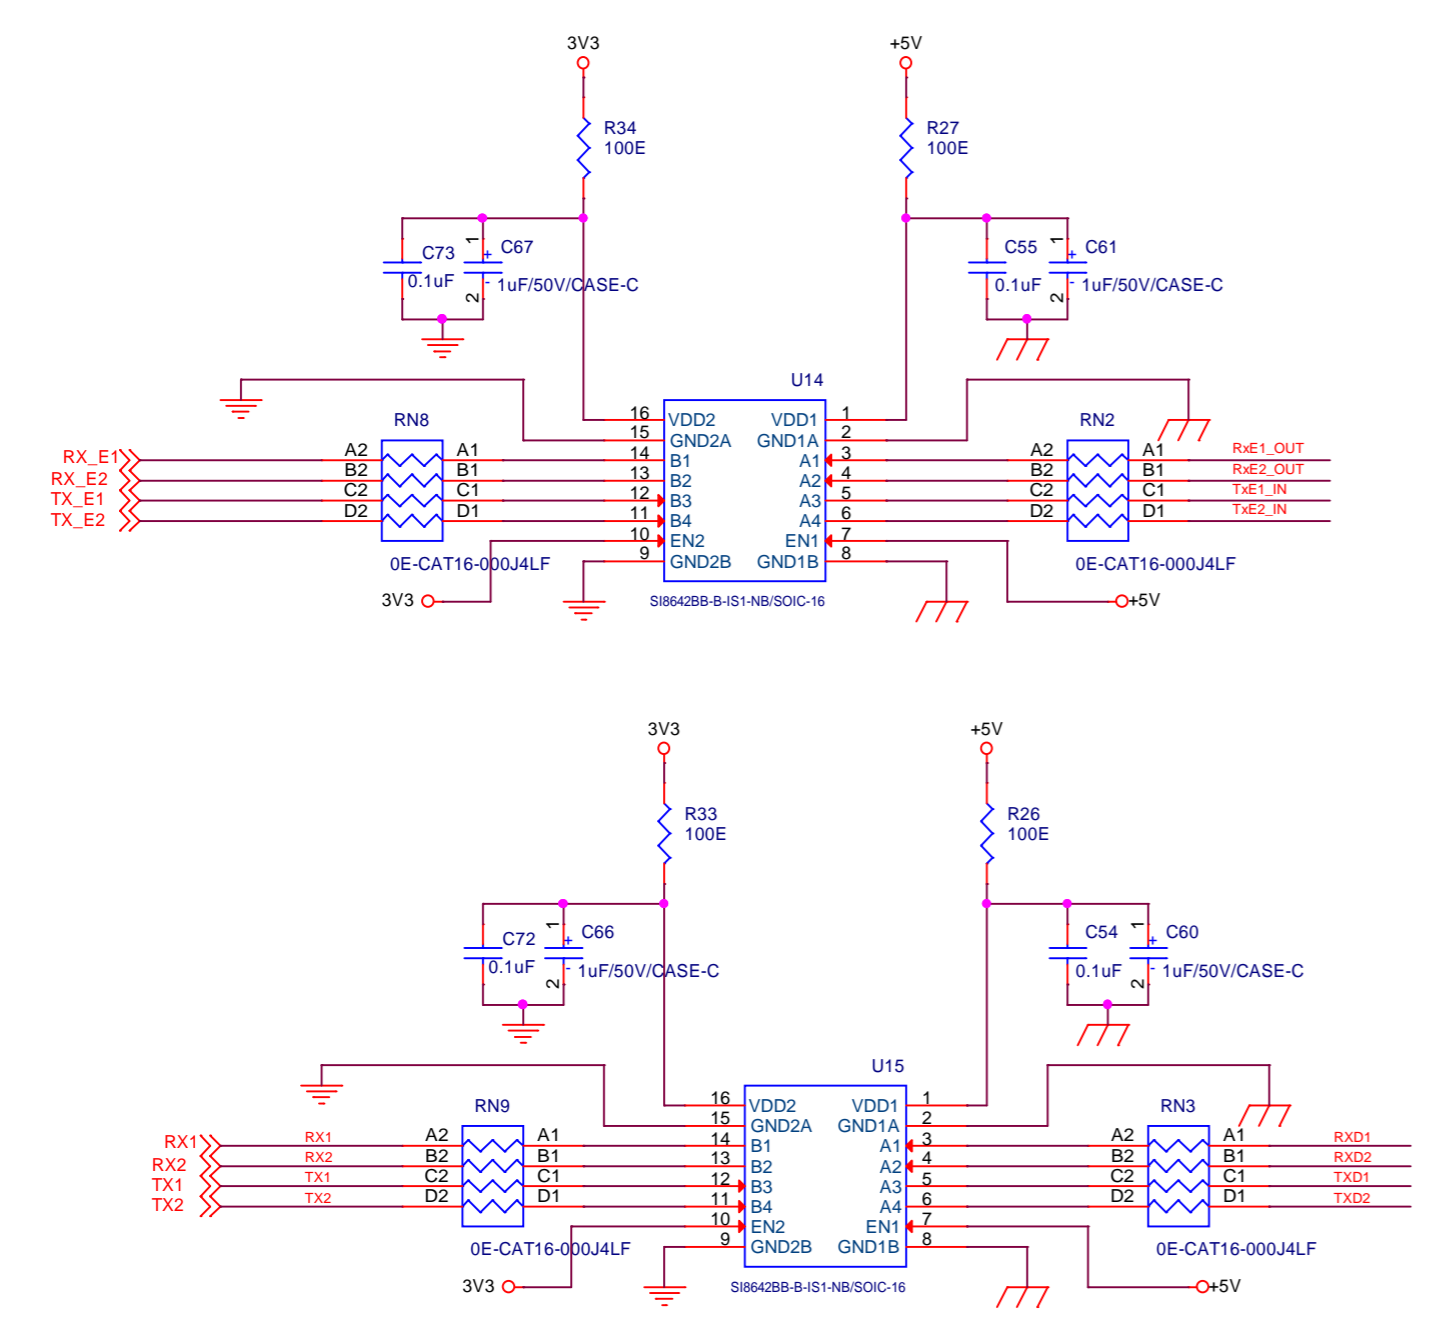 3V3
+5V
R34
100E
R27
100E
C73
0.1uF
1
+
C67
-
1uF/50V/CASE-C
2
C55
0.1uF
1
+
C61
-
1uF/50V/CASE-C
2
U14
RN8
RN2
16 VDD2 VDD1 1
15 GND2A GND1A 2
RX_E1 A2 A1 14 B1 A1 3 A2 A1 RxE1_OUT
RX_E2 B2 B1 13 B2 A2 4 B2 B1 RxE2_OUT
TX_E1 C2 C1 12 B3 A3 5 C2 C1 TxE1_IN
TX_E2 D2 D1 11 B4 A4 6 D2 D1 TxE2_IN
10 EN2 EN1 7
9 GND2B GND1B 8
0E-CAT16-000J4LF
0E-CAT16-000J4LF
3V3
SI8642BB-B-IS1-NB/SOIC-16
+5V
3V3
+5V
R33
100E
R26
100E
C72
0.1uF
1
+
C66
-
1uF/50V/CASE-C
2
C54
0.1uF
1
+
C60
-
1uF/50V/CASE-C
2
U15
RN9
RN3
16 VDD2 VDD1 1
15 GND2A GND1A 2
RX1 RX1 A2 A1 14 B1 A1 3 A2 A1 RXD1
RX2 RX2 B2 B1 13 B2 A2 4 B2 B1 RXD2
TX1 TX1 C2 C1 12 B3 A3 5 C2 C1 TXD1
TX2 TX2 D2 D1 11 B4 A4 6 D2 D1 TXD2
10 EN2 EN1 7
9 GND2B GND1B 8
0E-CAT16-000J4LF
0E-CAT16-000J4LF
3V3
SI8642BB-B-IS1-NB/SOIC-16
+5V